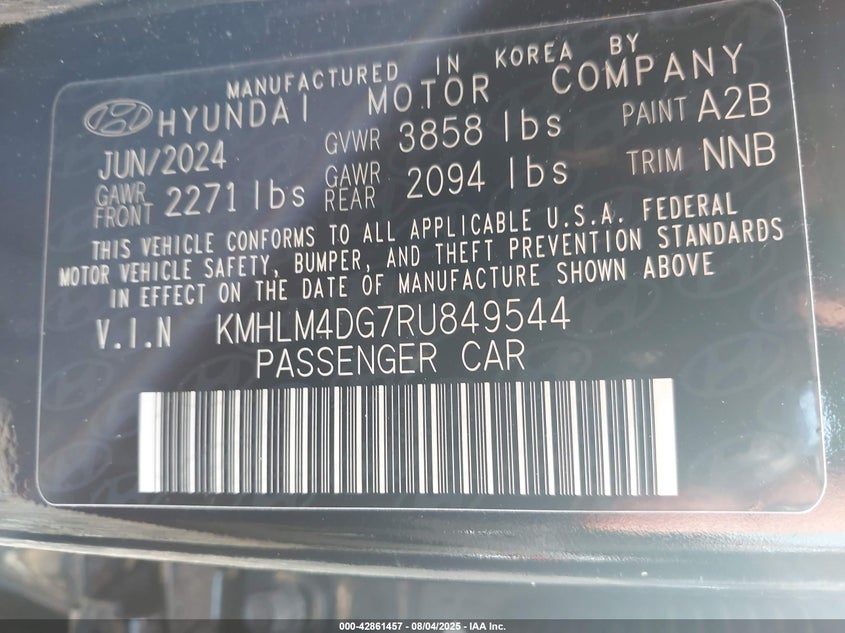 MANUFACTURED IN KOREA BY
HYUNDAI MOTOR COMPANY
JUN/2024 GVWR 3858 lbs PAINT A2B
GAWR FRONT 2271 lbs GAWR REAR 2094 lbs TRIM NNB
THIS VEHICLE CONFORMS TO ALL APPLICABLE U.S.A. FEDERAL
MOTOR VEHICLE SAFETY, BUMPER, AND THEFT PREVENTION STANDARDS
IN EFFECT ON THE DATE OF MANUFACTURE SHOWN ABOVE
V.I.N KMHLM4DG7RU849544
PASSENGER CAR
000-42861457 - 08/04/2025 - IAA Inc.